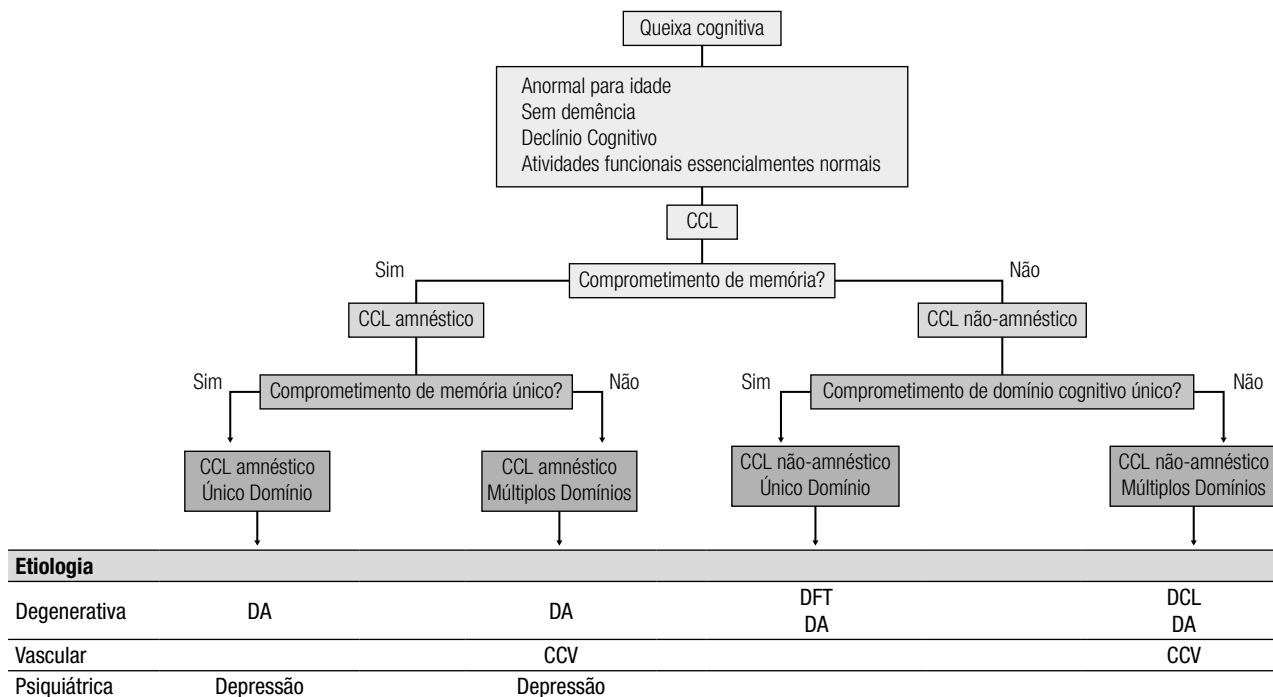 Queixa cognitiva
Anormal para idade
Sem demência
Declínio Cognitivo
Atividades funcionais essencialmentes normais
CCL
Sim
Comprometimento de memória?
Não
CCL amnéstico
CCL não-amnéstico
Sim
Comprometimento de memória único?
Não
Sim
Comprometimento de domínio cognitivo único?
Não
CCL amnéstico
Único Domínio
CCL amnéstico
Múltiplos Domínios
CCL não-amnéstico
Único Domínio
CCL não-amnéstico
Múltiplos Domínios
Etiologia
Degenerativa
DA
DA
DFT
DA
DCL
DA
Vascular
CCV
CCV
Psiquiátrica
Depressão
Depressão